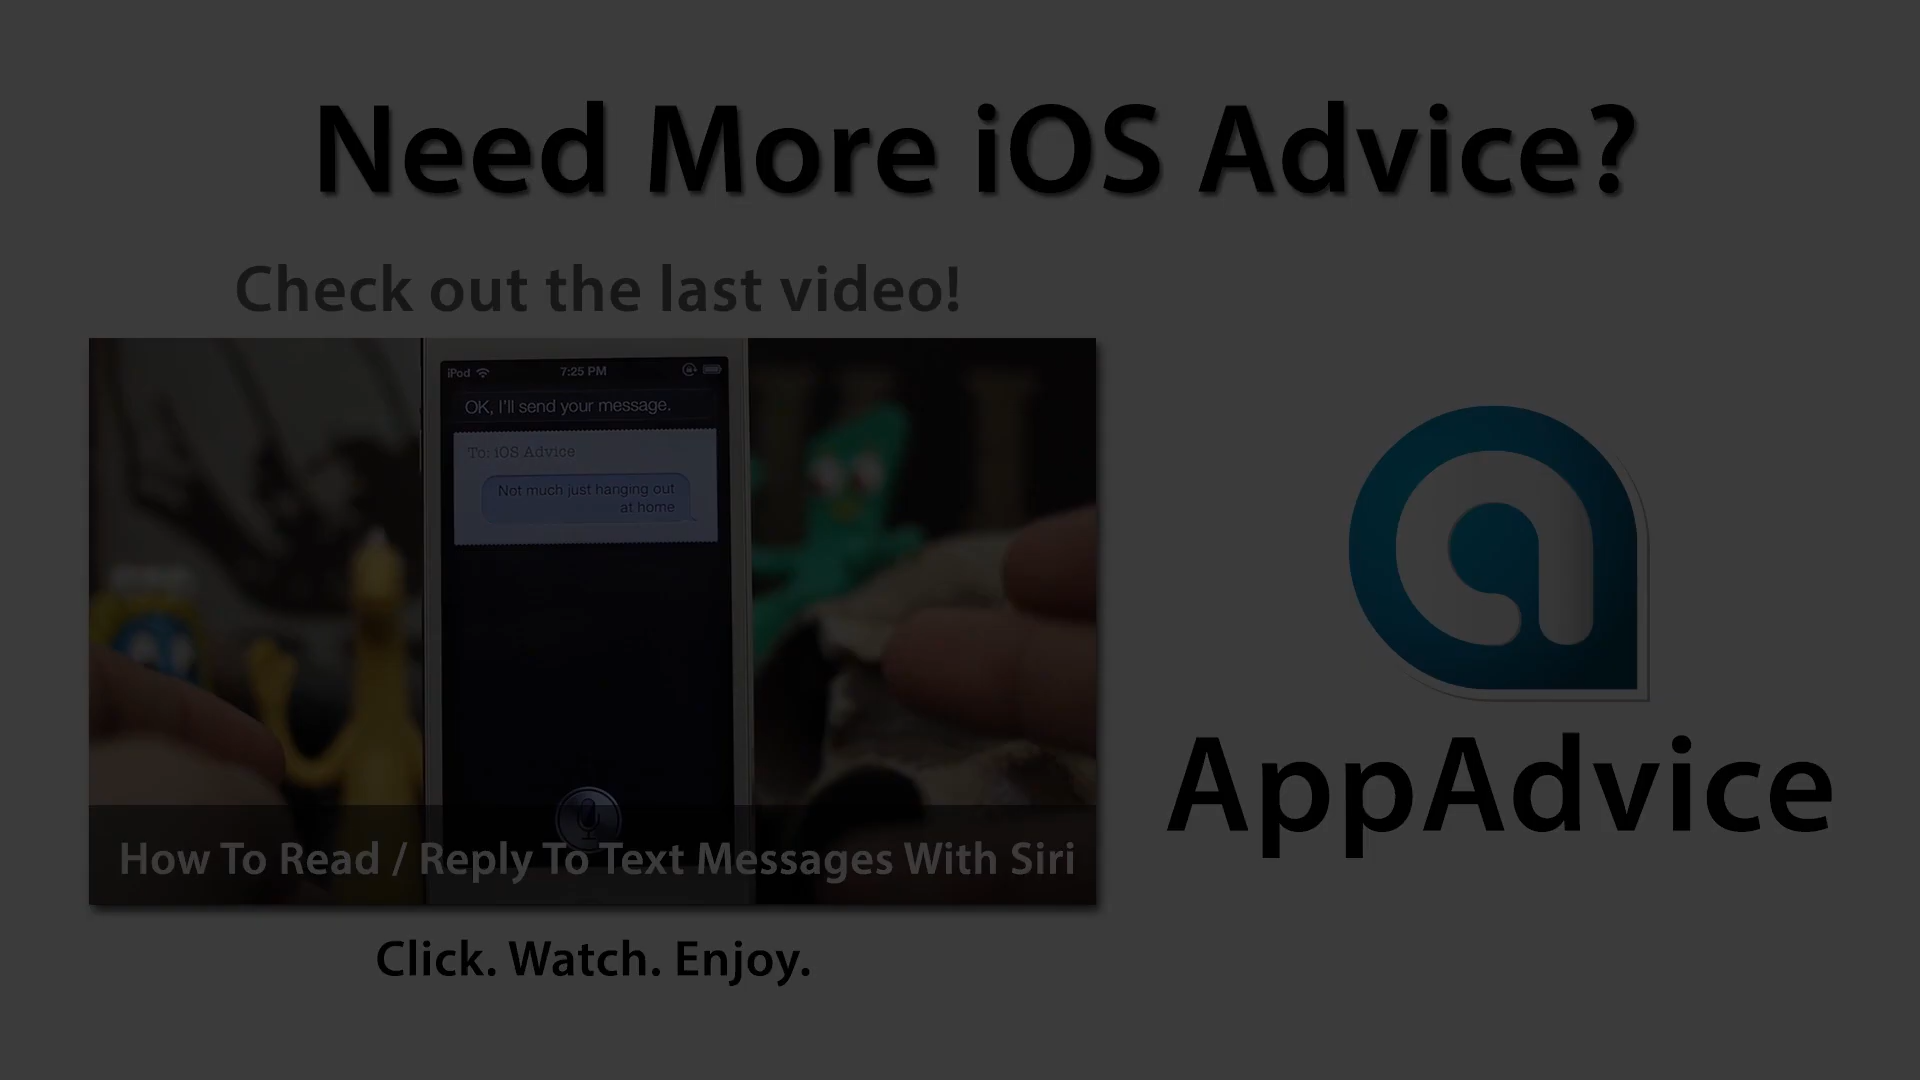 Need More iOS Advice?
Check out the last video!
iPod 7:25 PM
OK, I'll send your message.
To: iOS Advice
Not much just hanging out
at home
How To Read / Reply To Text Messages With Siri
Click. Watch. Enjoy.
AppAdvice